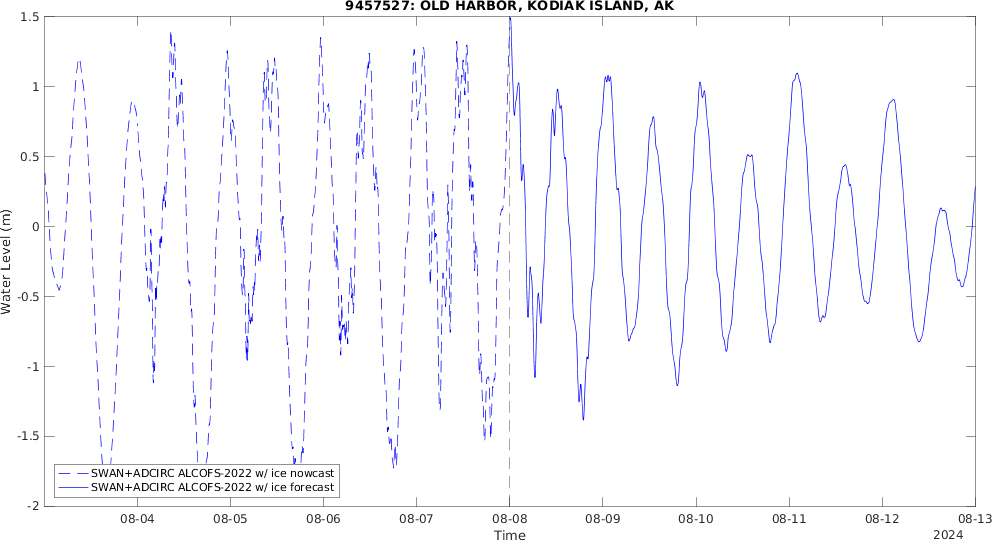 9457527: OLD HARBOR, KODIAK ISLAND, AK
1.5
1
0.5
0
-0.5
-1
-1.5
-2
Water Level (m)
SWAN+ADCIRC ALCOFS-2022 w/ ice nowcast
SWAN+ADCIRC ALCOFS-2022 w/ ice forecast
08-04 08-05 08-06 08-07 08-08 08-09 08-10 08-11 08-12 08-13
Time
2024